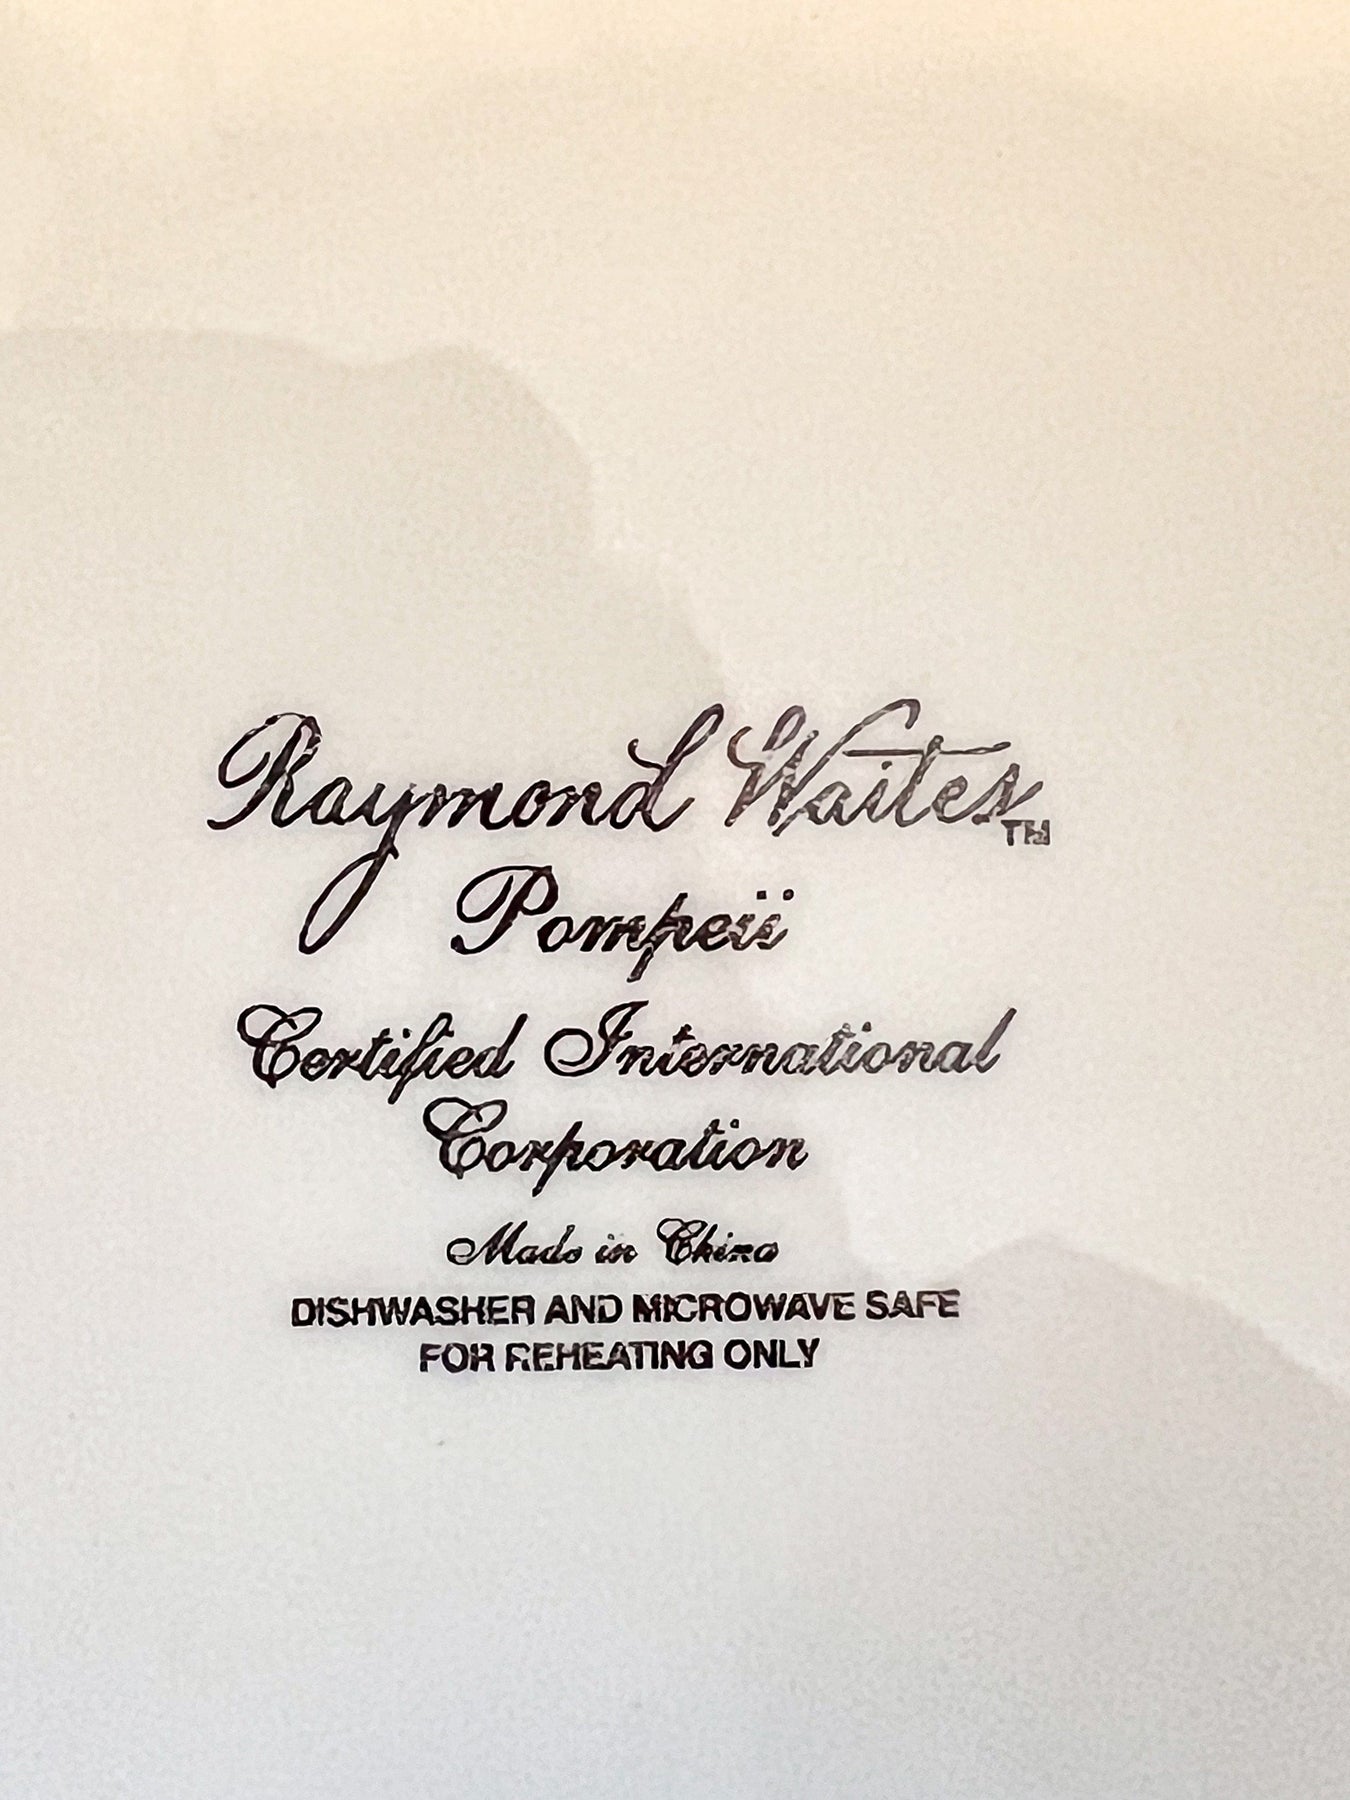 Raymond Waites™
Pompeii
Certified International
Corporation
Made in China
DISHWASHER AND MICROWAVE SAFE
FOR REHEATING ONLY